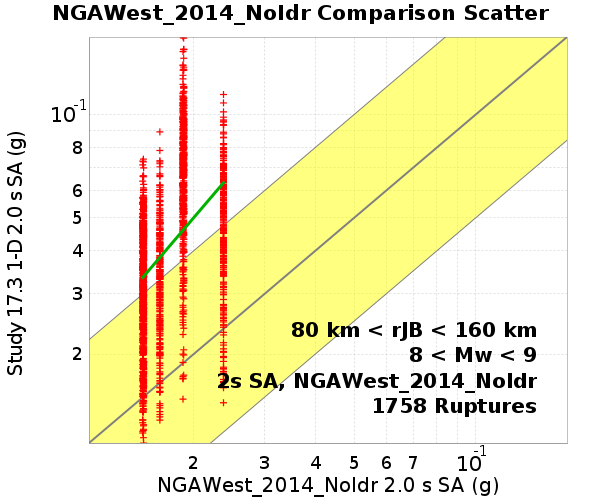 NGAWest_2014_NoIdr Comparison Scatter
Study 17.3 1-D 2.0 s SA (g)
10-1
8
7
6
5
4
3
2
80 km < rJB < 160 km
8 < Mw < 9
2s SA, NGAWest_2014_NoIdr
1758 Ruptures
2 3 4 5 6 7 10-1
NGAWest_2014_NoIdr 2.0 s SA (g)